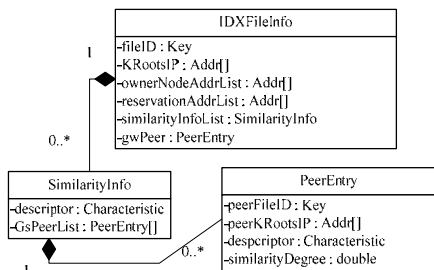 IDXFileInfo
-fileID : Key
-KRootsIP : Addr[]
-ownerNodeAddrList : Addr[]
-reservationAddrList : Addr[]
-similarityInfoList : SimilarityInfo
-gwPeer : PeerEntry
1
0..*
SimilarityInfo
-descriptor : Characteristic
-GsPeerList : PeerEntry[]
PeerEntry
-peerFileID : Key
-peerKRootsIP : Addr[]
-despcriptor : Characteristic
-similarityDegree : double
0..*
1